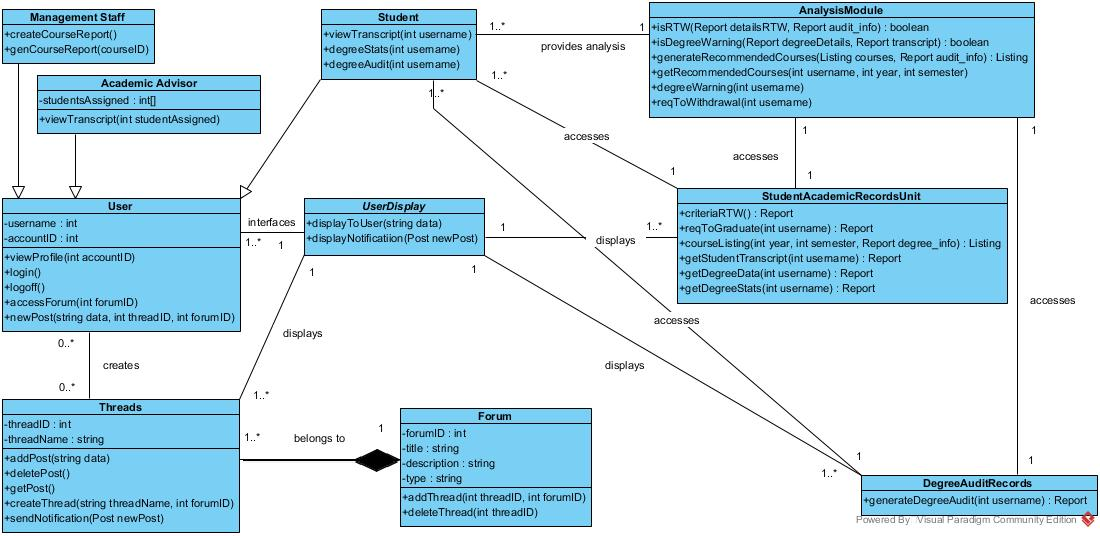 Management Staff
+createCourseReport()
+genCourseReport(courseID)
Academic Advisor
-studentsAssigned : int[]
+viewTranscript(int studentAssigned)
Student
+viewTranscript(int username)
+degreeStats(int username)
+degreeAudit(int username)
1..*
1
provides analysis
AnalysisModule
+isRTW(Report detailsRTW, Report audit_info) : boolean
+isDegreeWarning(Report degreeDetails, Report transcript) : boolean
+generateRecommendedCourses(Listing courses, Report audit_info) : Listing
+getRecommendedCourses(int username, int year, int semester)
+degreeWarning(int username)
+reqToWithdrawal(int username)
1..*
1..*
accesses
1
1
accesses
1
1
User
-username : int
-accountID : int
+viewProfile(int accountID)
+login()
+logoff()
+accessForum(int forumID)
+newPost(string data, int threadID, int forumID)
interfaces
1..*
1
UserDisplay
+displayToUser(string data)
+displayNotificatiion(Post newPost)
1
displays
1..*
StudentAcademicRecordsUnit
+criteriaRTW() : Report
+reqToGraduate(int username) : Report
+courseListing(int year, int semester, Report degree_info) : Listing
+getStudentTranscript(int username) : Report
+getDegreeData(int username) : Report
+getDegreeStats(int username) : Report
1
1
accesses
accesses
0..*
creates
0..*
displays
1..*
displays
Threads
-threadID : int
-threadName : string
+addPost(string data)
+deletePost()
+getPost()
+createThread(string threadName, int forumID)
+sendNotification(Post newPost)
1..*
belongs to
1
Forum
-forumID : int
-title : string
-description : string
-type : string
+addThread(int threadID, int forumID)
+deleteThread(int threadID)
1
1..*
1
DegreeAuditRecords
+generateDegreeAudit(int username) : Report
Powered By Visual Paradigm Community Edition